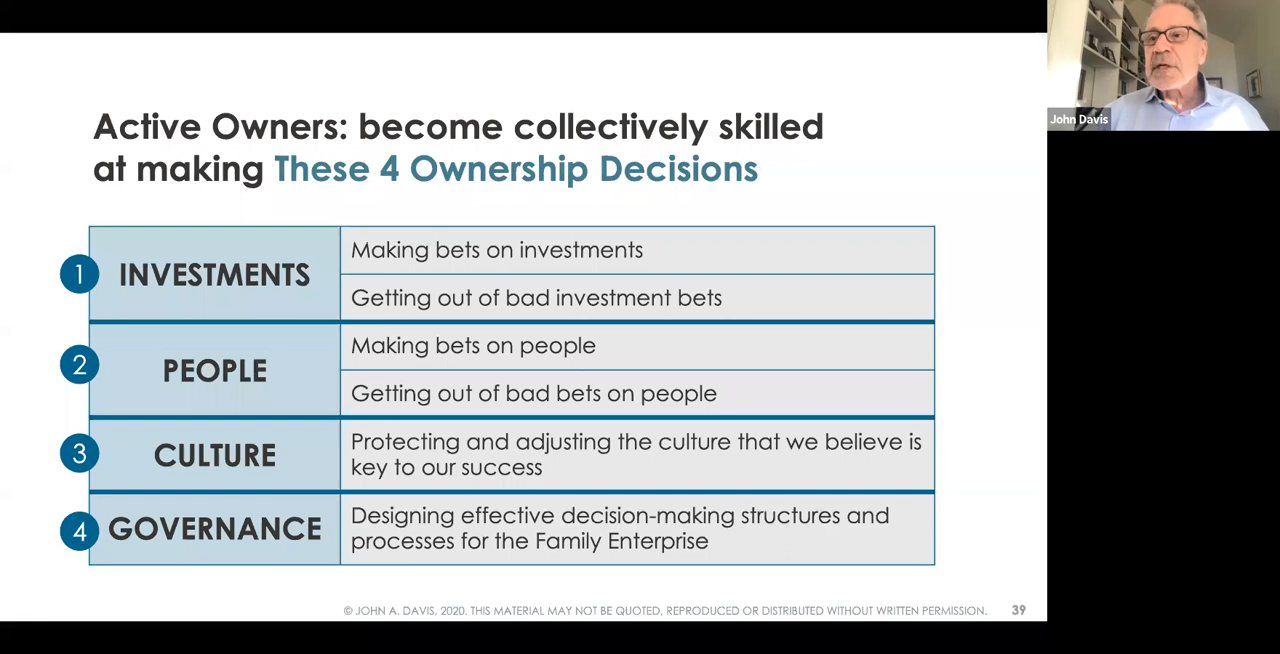 Active Owners: become collectively skilled
at making These 4 Ownership Decisions
1
INVESTMENTS
Making bets on investments
Getting out of bad investment bets
2
PEOPLE
Making bets on people
Getting out of bad bets on people
3
CULTURE
Protecting and adjusting the culture that we believe is
key to our success
4
GOVERNANCE
Designing effective decision-making structures and
processes for the Family Enterprise
© JOHN A. DAVIS, 2020. THIS MATERIAL MAY NOT BE QUOTED, REPRODUCED OR DISTRIBUTED WITHOUT WRITTEN PERMISSION.
39
John Davis